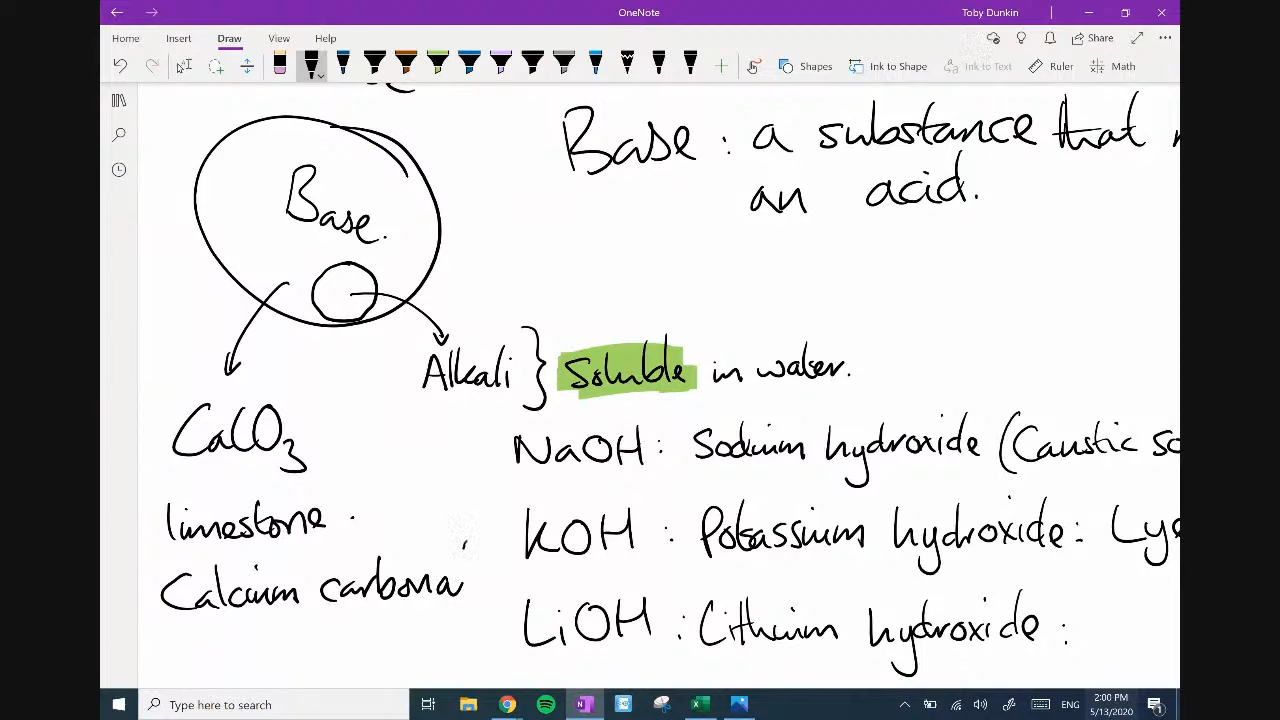 OneNote
Toby Dunkin
Home Insert Draw View Help
Share
Shapes Ink to Shape Ink to Text Ruler Math
Base : a substance that
an acid.
Base.
Alkali } Soluble in water.
CaCO3
NaOH : Sodium hydroxide (Caustic so
limestone .
KOH : Potassium hydroxide : Lye
Calcium carbona
LiOH : Lithium hydroxide :
Type here to search
ENG
2:00 PM
5/13/2020